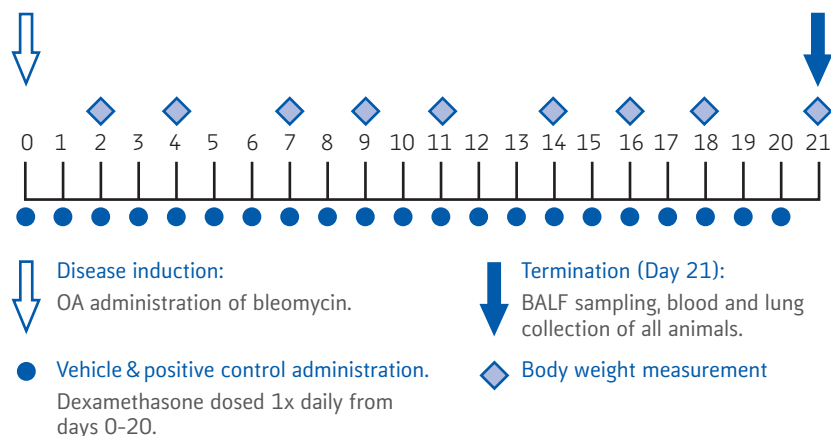 0 1 2 3 4 5 6 7 8 9 10 11 12 13 14 15 16 17 18 19 20 21
Disease induction:
OA administration of bleomycin.
Termination (Day 21):
BALF sampling, blood and lung
collection of all animals.
Vehicle & positive control administration.
Dexamethasone dosed 1x daily from
days 0-20.
Body weight measurement